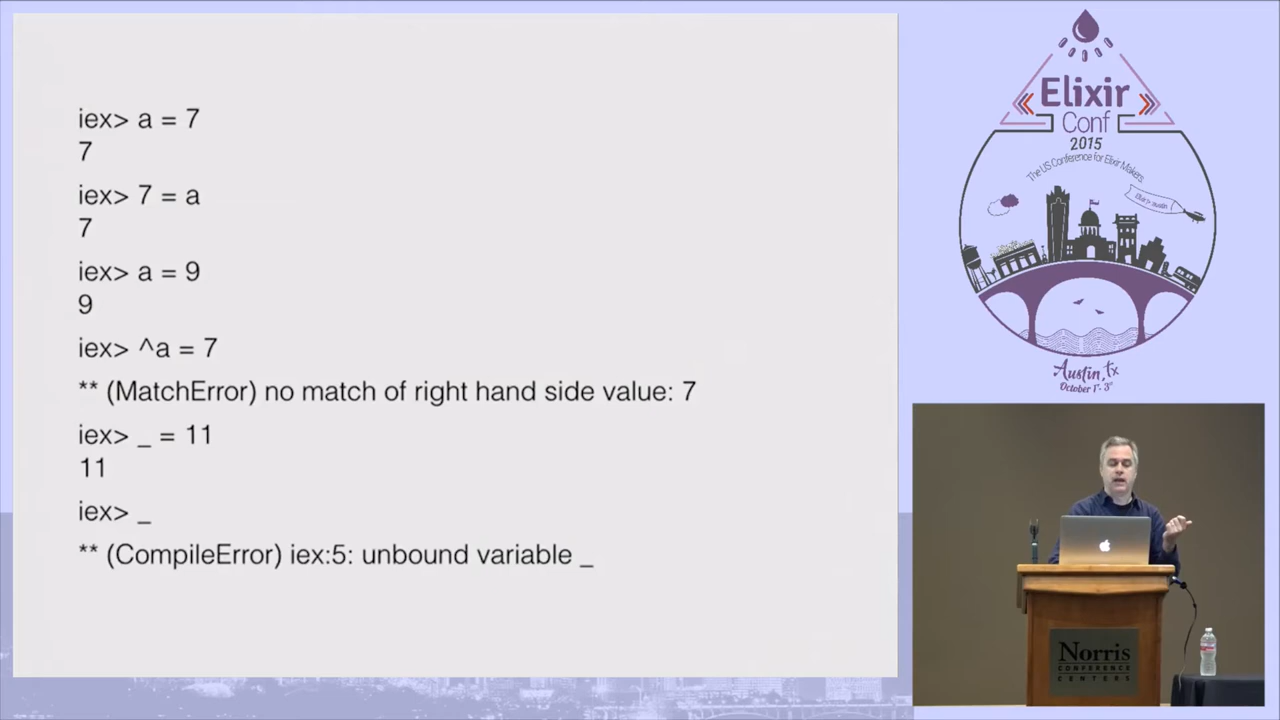 iex> a = 7
7
iex> 7 = a
7
iex> a = 9
9
iex> ^a = 7
** (MatchError) no match of right hand side value: 7
iex> _ = 11
11
iex> _
** (CompileError) iex:5: unbound variable _
Elixir
Conf
2015
The US Conference for Elixir Makers
Austin, Tx
October 1st - 3rd
Norris
CONFERENCE
CENTERS